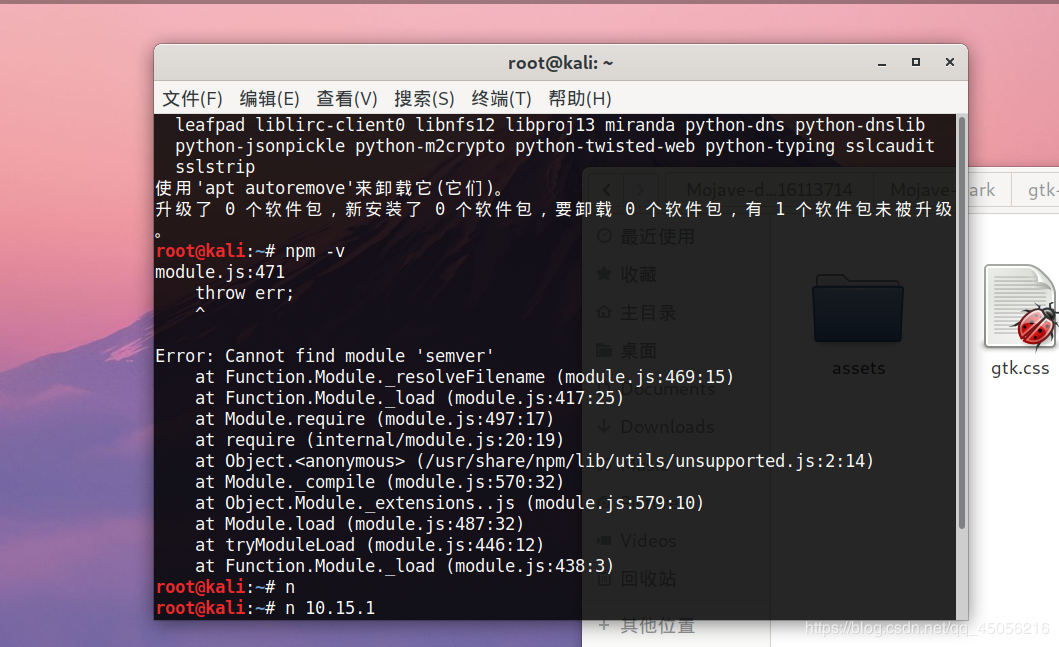 root@kali: ~
文件(F) 编辑(E) 查看(V) 搜索(S) 终端(T) 帮助(H)
leafpad liblirc-client0 libnfs12 libproj13 miranda python-dns python-dnslib
python-jsonpickle python-m2crypto python-twisted-web python-typing sslcaudit
sslstrip
使用'apt autoremove'来卸载它(它们)。
升级了 0 个软件包，新安装了 0 个软件包，要卸载 0 个软件包，有 1 个软件包未被升级
。
root@kali:~# npm -v
module.js:471
throw err;
^
Error: Cannot find module 'semver'
at Function.Module._resolveFilename (module.js:469:15)
at Function.Module._load (module.js:417:25)
at Module.require (module.js:497:17)
at require (internal/module.js:20:19)
at Object.<anonymous> (/usr/share/npm/lib/utils/unsupported.js:2:14)
at Module._compile (module.js:570:32)
at Object.Module._extensions..js (module.js:579:10)
at Module.load (module.js:487:32)
at tryModuleLoad (module.js:446:12)
at Function.Module._load (module.js:438:3)
root@kali:~# n
root@kali:~# n 10.15.1
Mojave-d...16113714
Mojave-
ark
gtk-
最近使用
收藏
主目录
桌面
Documents
Downloads
Videos
回收站
+ 其他位置
assets
gtk.css
https://blog.csdn.net/qq_45056216